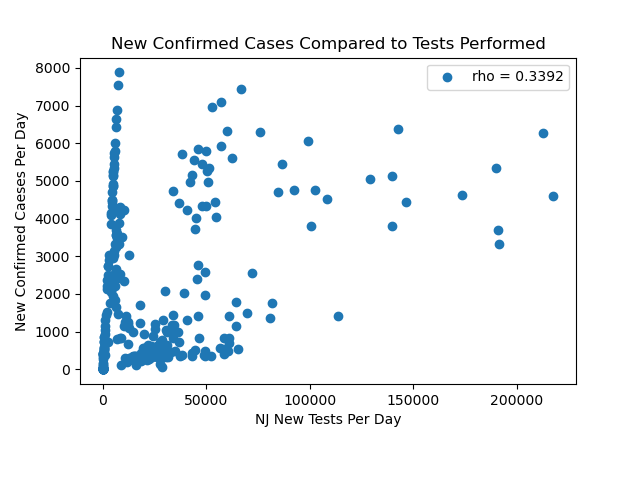 New Confirmed Cases Compared to Tests Performed
rho = 0.3392
New Confirmed Caeses Per Day
8000
7000
6000
5000
4000
3000
2000
1000
0
0 50000 100000 150000 200000
NJ New Tests Per Day